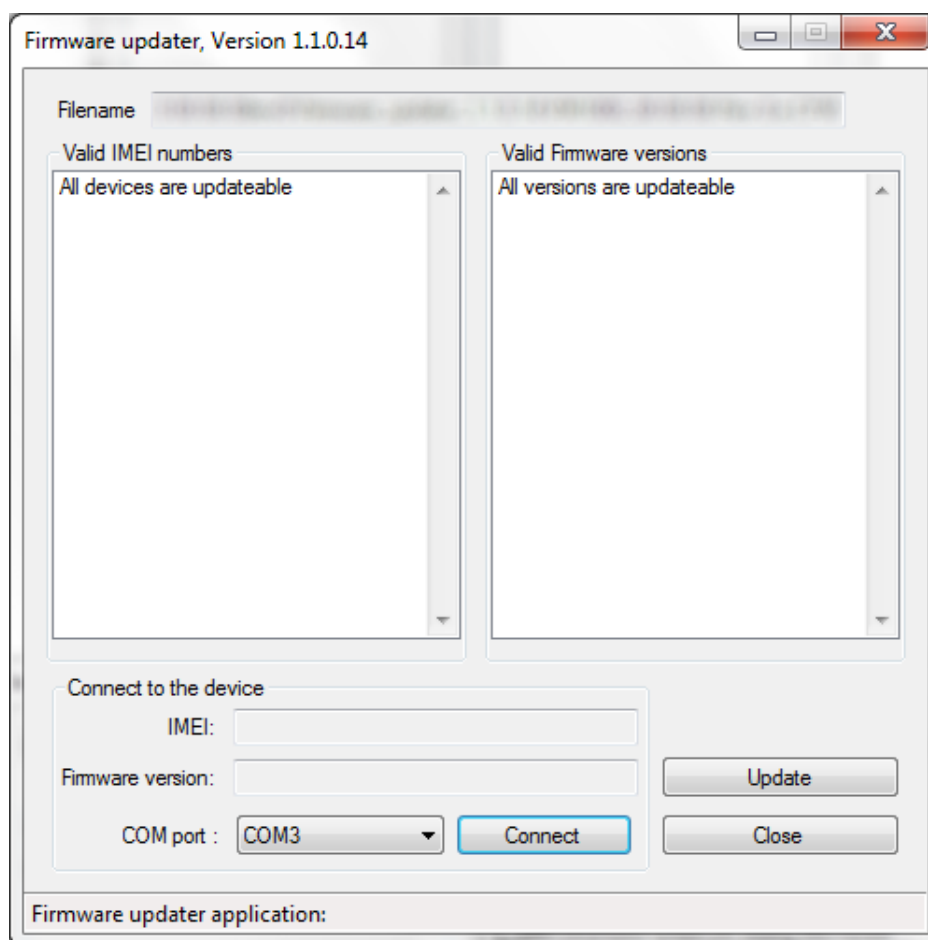 Firmware updater, Version 1.1.0.14
Filename
Valid IMEI numbers
All devices are updateable
Valid Firmware versions
All versions are updateable
Connect to the device
IMEI:
Firmware version:
Update
COM port :
COM3
Connect
Close
Firmware updater application: